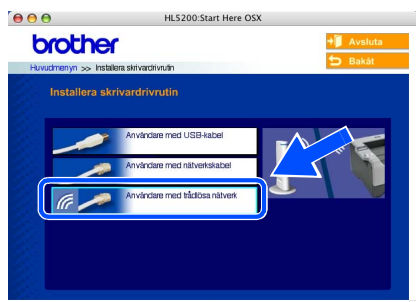 HL5200:Start Here OSX
brother
Avsluta
Bakåt
Huvudmenyn >> Installera skrivardrivrutin
Installera skrivardrivrutin
Användare med USB-kabel
Användare med nätverkskabel
Användare med trådlösa nätverk